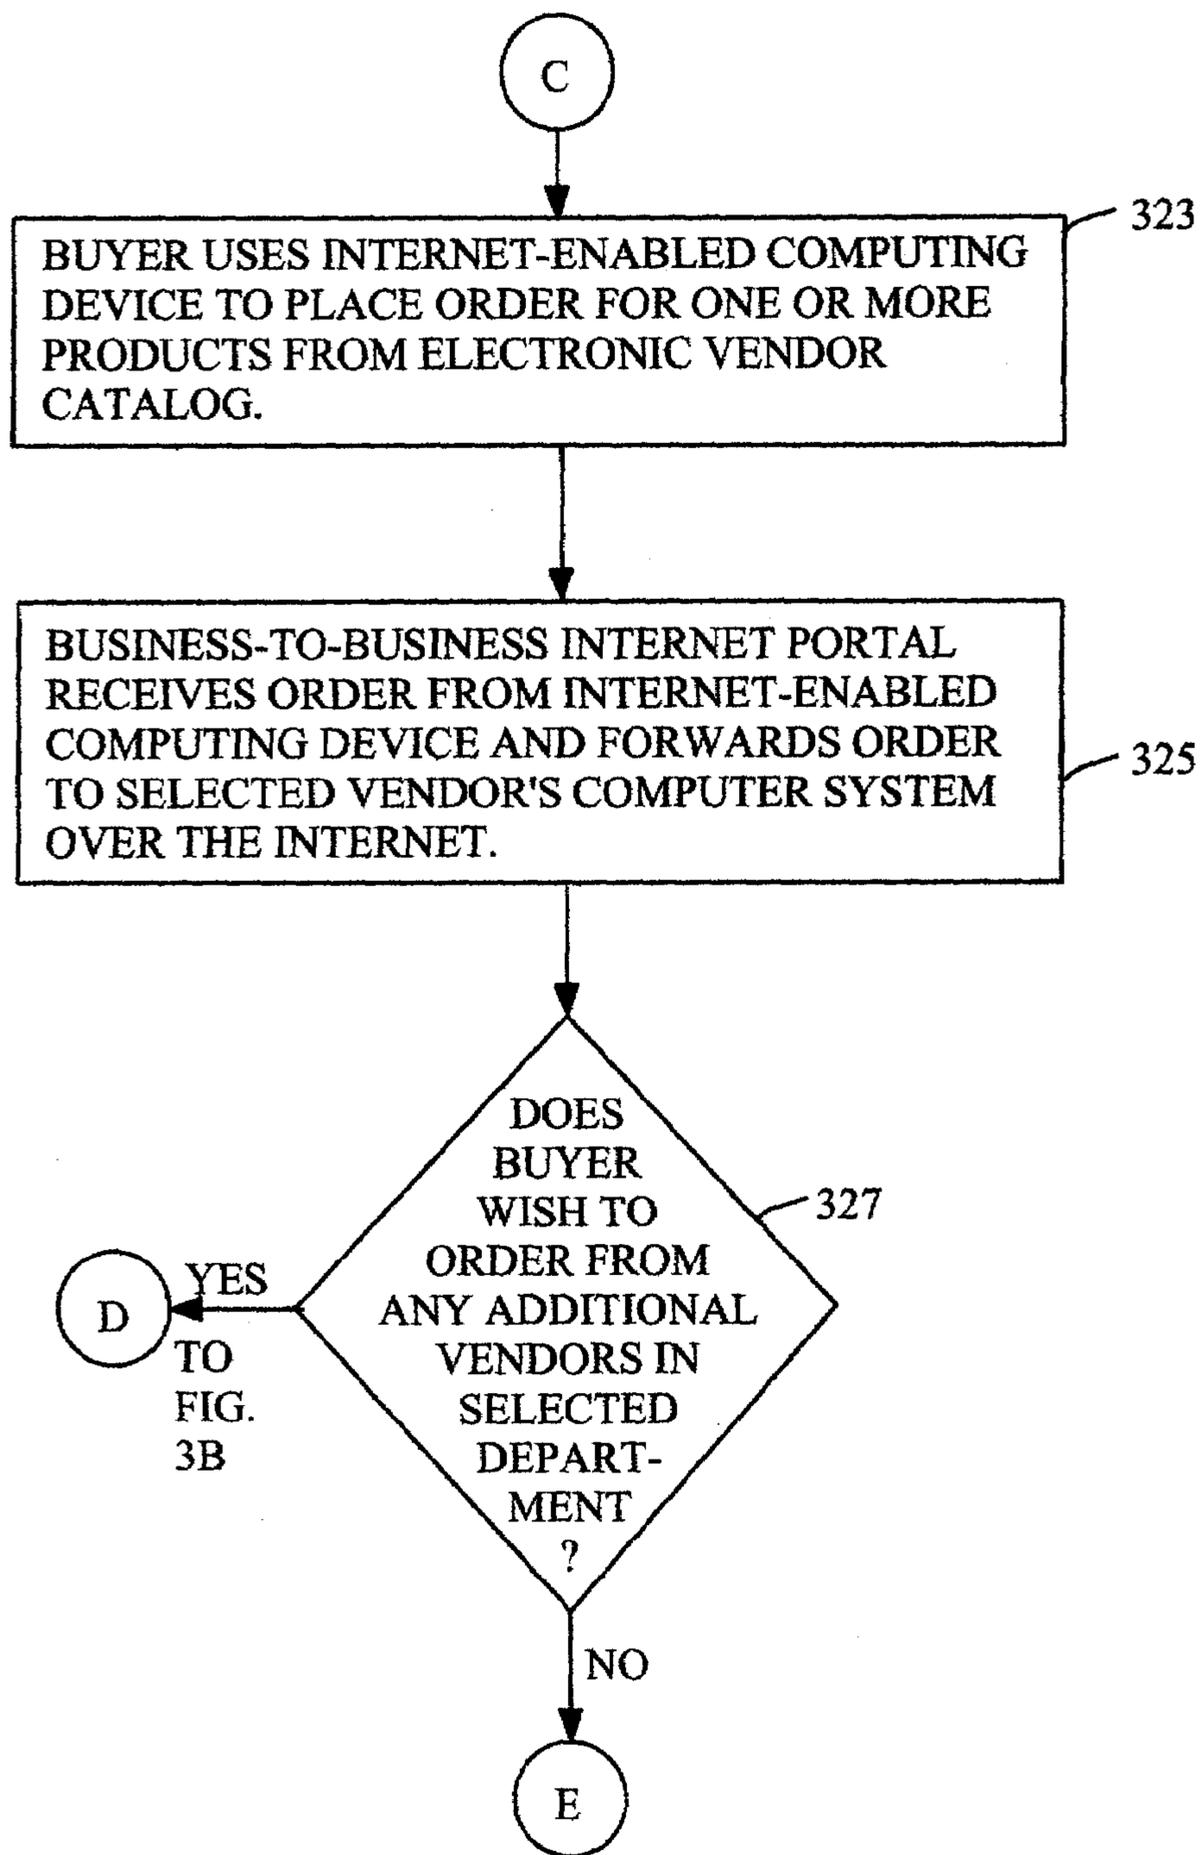 C
323
BUYER USES INTERNET-ENABLED COMPUTING
DEVICE TO PLACE ORDER FOR ONE OR MORE
PRODUCTS FROM ELECTRONIC VENDOR
CATALOG.
BUSINESS-TO-BUSINESS INTERNET PORTAL
RECEIVES ORDER FROM INTERNET-ENABLED
COMPUTING DEVICE AND FORWARDS ORDER
TO SELECTED VENDOR'S COMPUTER SYSTEM
OVER THE INTERNET.
325
DOES
BUYER
WISH TO
ORDER FROM
ANY ADDITIONAL
VENDORS IN
SELECTED
DEPART-
MENT
?
327
YES
D
TO
FIG.
3B
NO
E